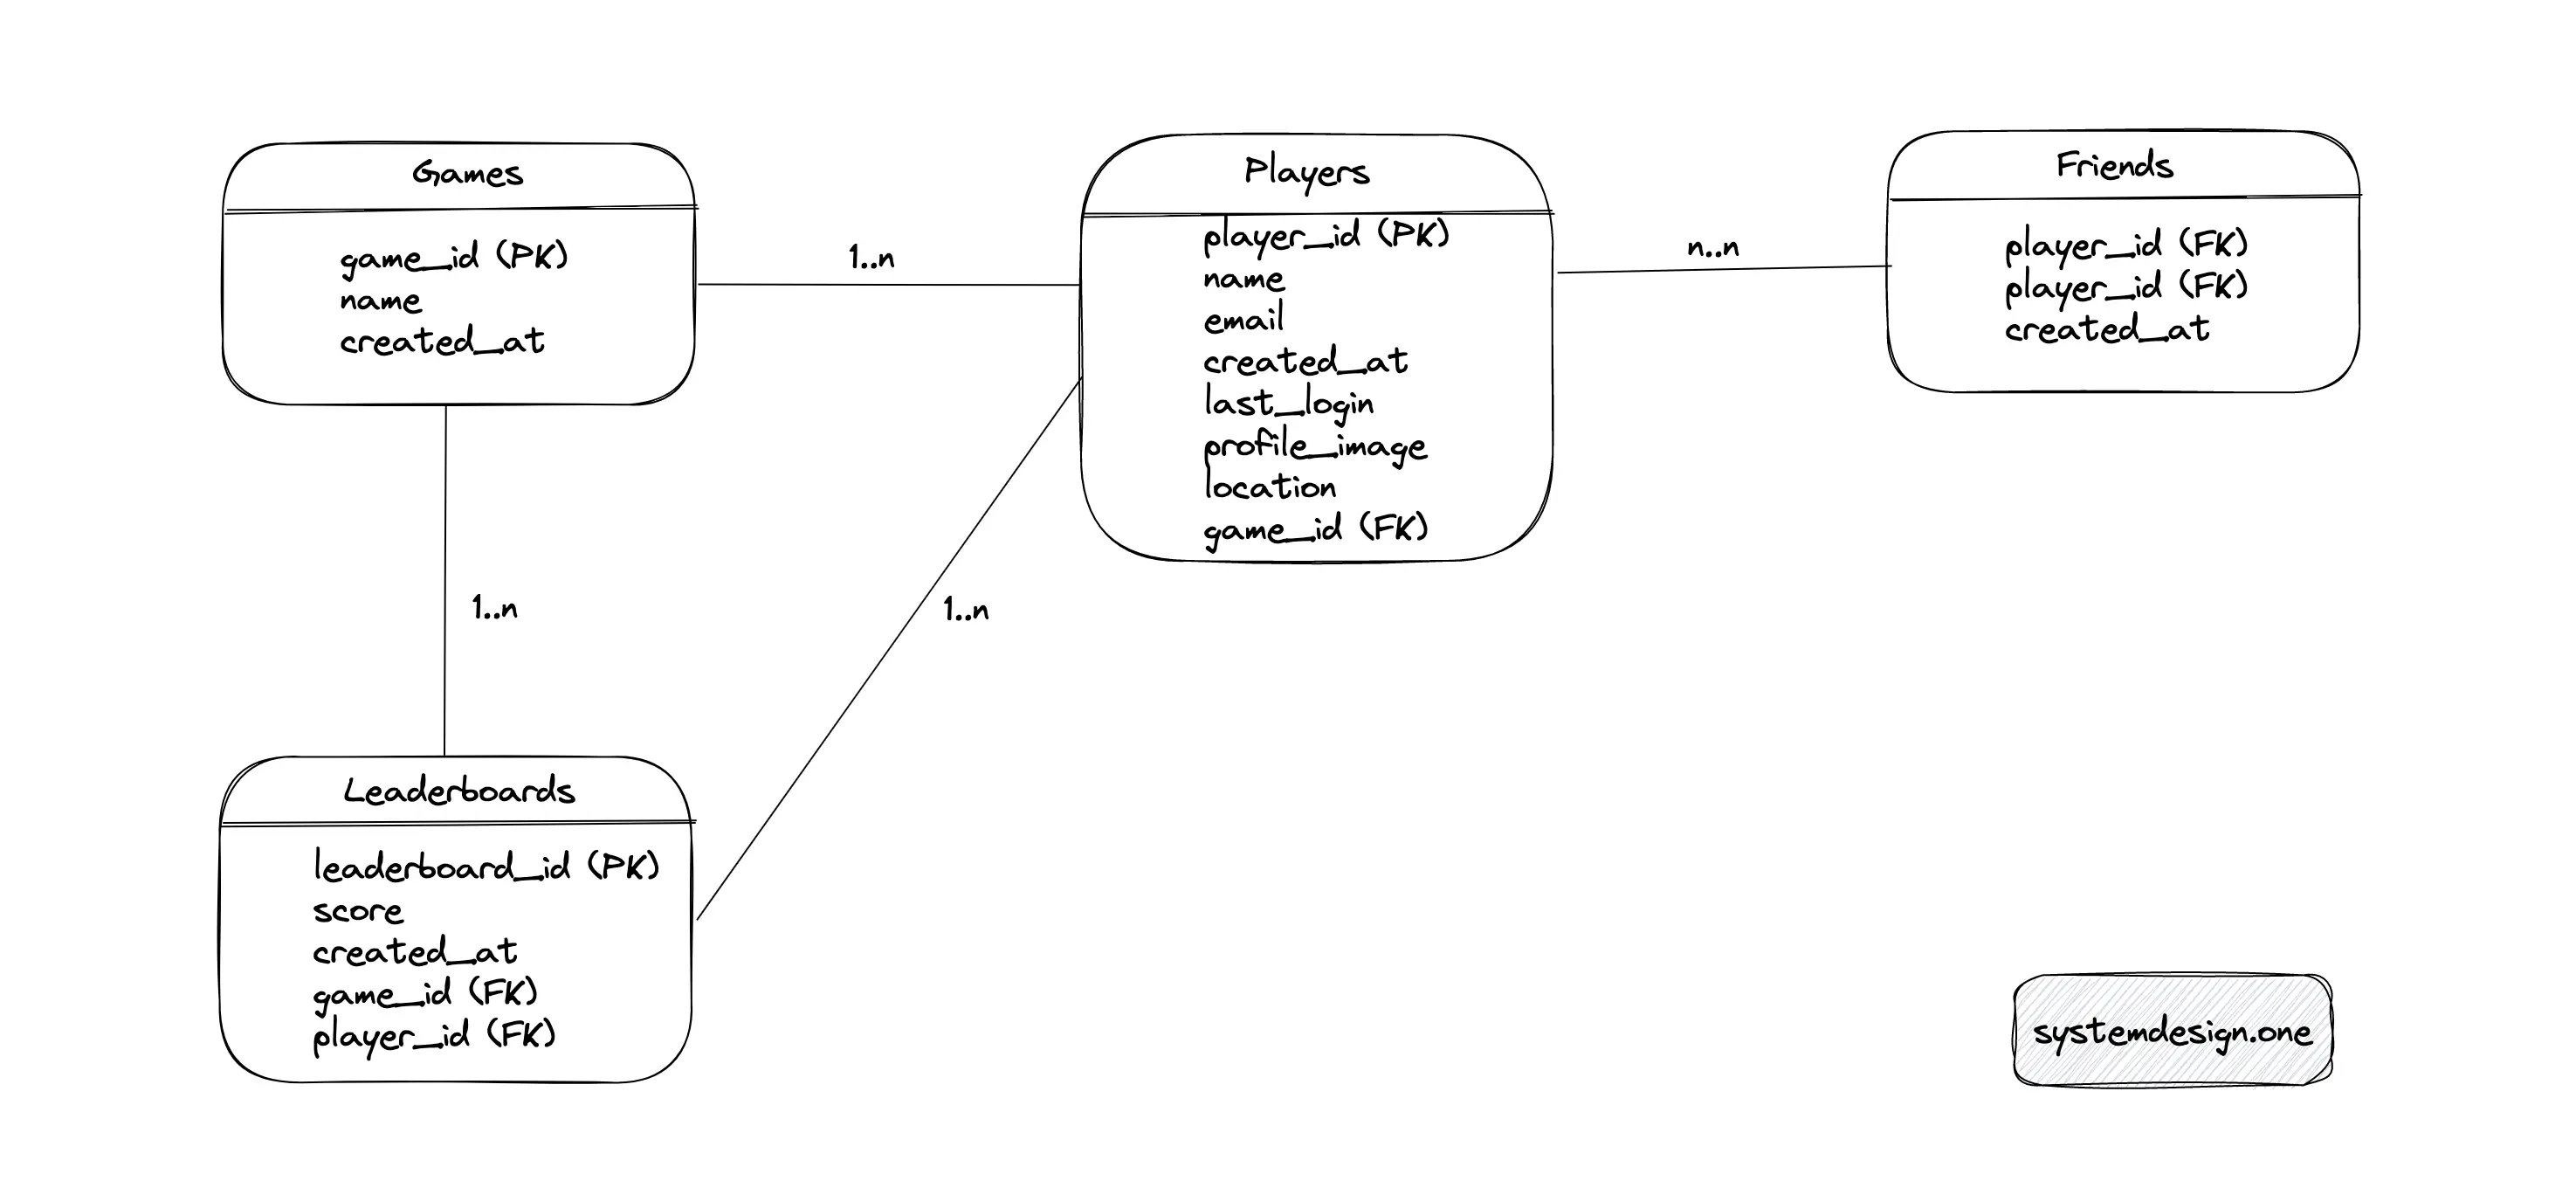 Games
game_id (PK)
name
created_at
1..n
Players
player_id (PK)
name
email
created_at
last_login
profile_image
location
game_id (FK)
n..n
Friends
player_id (FK)
player_id (FK)
created_at
1..n
1..n
Leaderboards
leaderboard_id (PK)
score
created_at
game_id (FK)
player_id (FK)
systemdesign.one